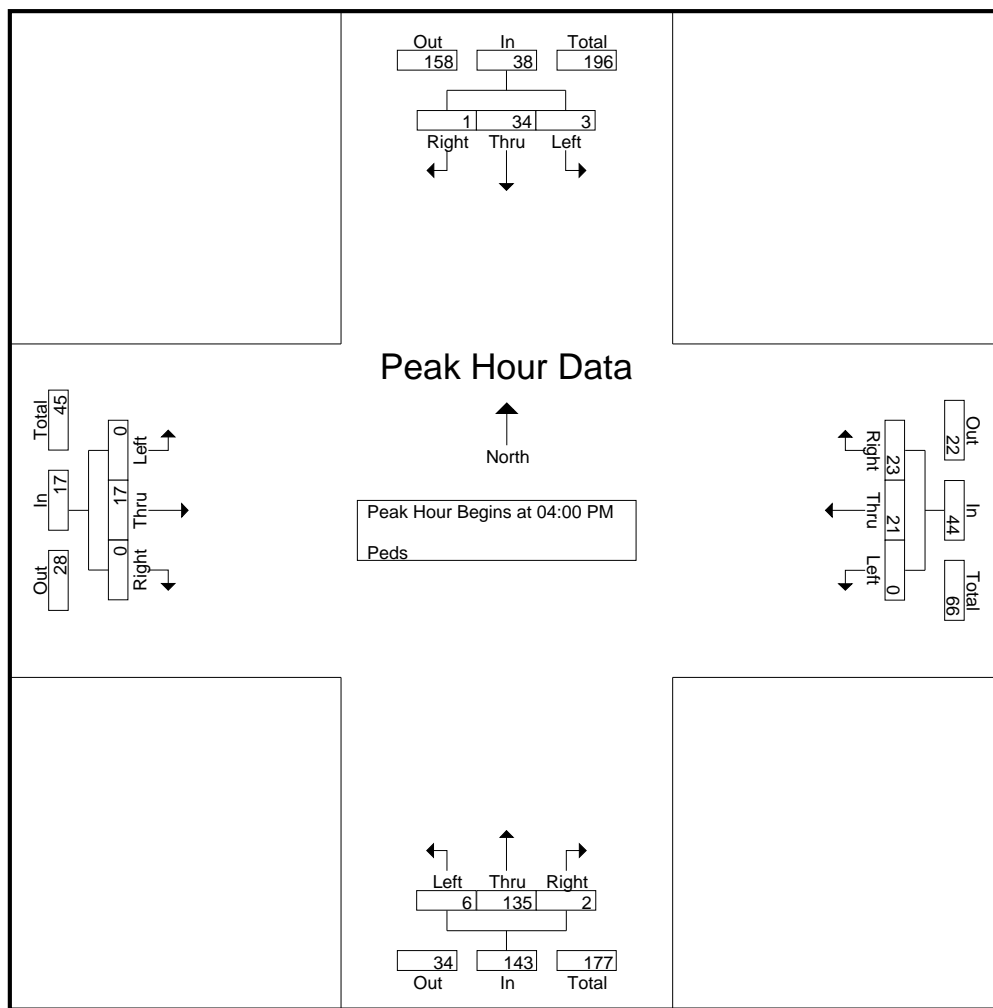 Out In Total
158 38 196
1 34 3
Right Thru Left
Peak Hour Data
North
Peak Hour Begins at 04:00 PM
Peds
Total In Out
45 17 28
0 17 0
Left Thru Right
Right Thru Left
23 21 0
Out In Total
22 44 66
Left Thru Right
6 135 2
34 143 177
Out In Total